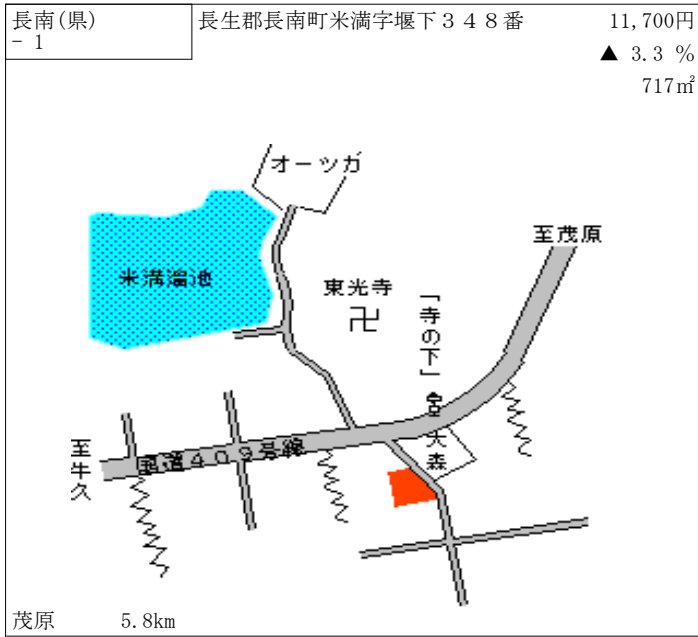 長南(県)
- 1
長生郡長南町米満字堰下３４８番
11,700円
▲ 3.3 %
717㎡
オーツガ
至茂原
米満溜池
東光寺
卍
「寺の下」
大森
至牛久
国道４０９号線
茂原 5.8km